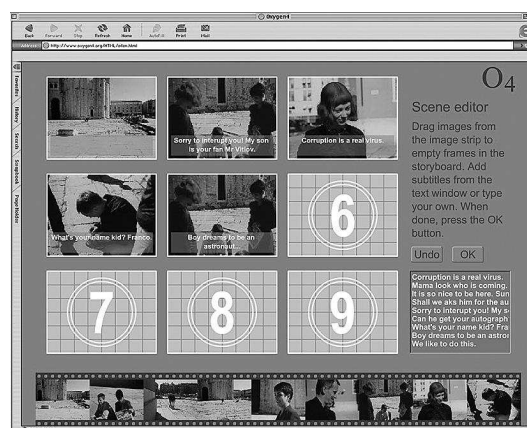 Oxygen4
Back Forward Stop Refresh Home AutoFill Print Mail
Address http://www.oxygen4.org/HTML/index.html
Favorites
History
Search
Scrapbook
Page Holder
O4
Scene editor
Drag images from
the image strip to
empty frames in the
storyboard. Add
subtitles from the
text window or type
your own. When
done, press the OK
button.
Undo OK
Sorry to interupt you! My son
is your fan Mr Vitlov.
Corruption is a real virus.
What's your name kid? Franco.
Boy dreams to be an
astronaut...
6
7
8
9
Corruption is a real virus.
Mama look who is coming.
It is so nice to be here. Sun
Shall we aks him for the au
Sorry to interupt you! My s
Can he get your autograph
What's your name kid? Fra
Boy dreams to be an astron
We like to do this.